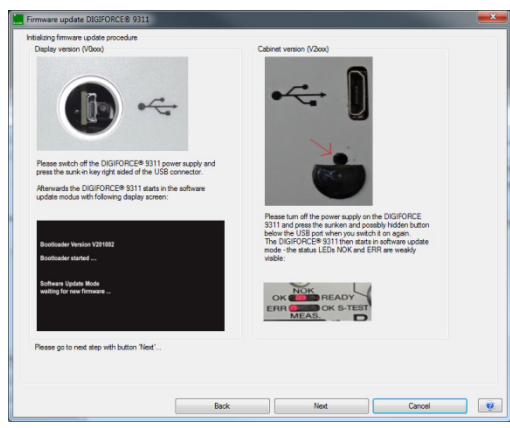 Firmware update DIGIFORCE® 9311
Initializing firmware update procedure
Display version (V0xxx)
Please switch off the DIGIFORCE® 9311 power supply and
press the sunk-in key right sided of the USB connector.
Afterwards the DIGIFORCE® 9311 starts in the software
update modus with following display screen:
Bootloader Version V201002
Bootloader started ...
Software Update Mode
waiting for new firmware ...
Cabinet version (V2xxx)
Please turn off the power supply on the DIGIFORCE
9311 and press the sunken and possibly hidden button
below the USB port when you switch it on again.
The DIGIFORCE® 9311 then starts in software update
mode - the status LEDs NOK and ERR are weakly
visible:
NOK
OK READY
ERR OK S-TEST
MEAS.
Please go to next step with button 'Next'...
Back Next Cancel